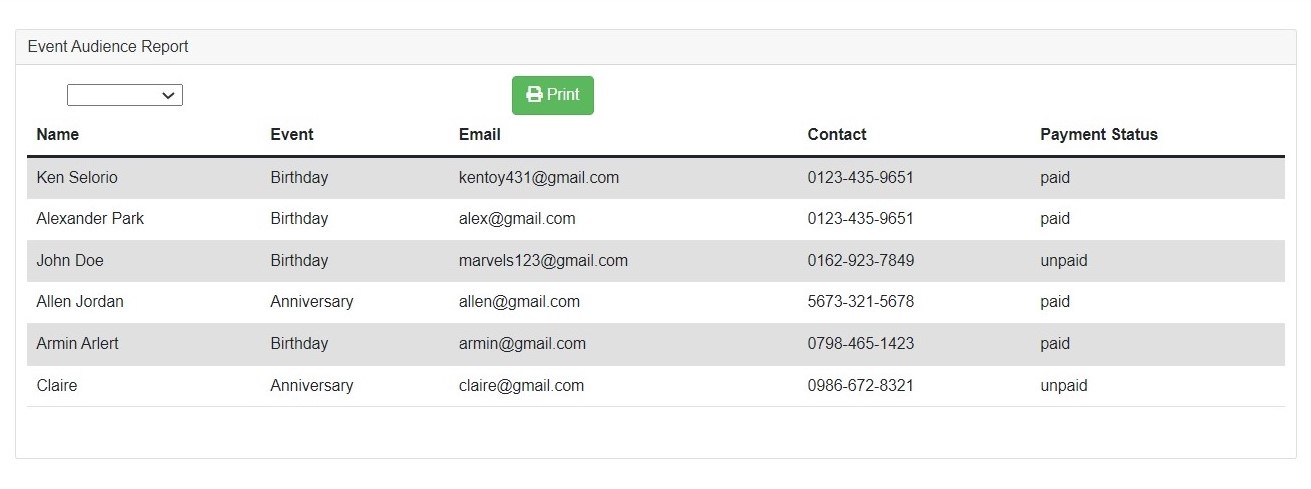 Event Audience Report
Print
Name Event Email Contact Payment Status
Ken Selorio Birthday kentoy431@gmail.com 0123-435-9651 paid
Alexander Park Birthday alex@gmail.com 0123-435-9651 paid
John Doe Birthday marvels123@gmail.com 0162-923-7849 unpaid
Allen Jordan Anniversary allen@gmail.com 5673-321-5678 paid
Armin Arlert Birthday armin@gmail.com 0798-465-1423 paid
Claire Anniversary claire@gmail.com 0986-672-8321 unpaid